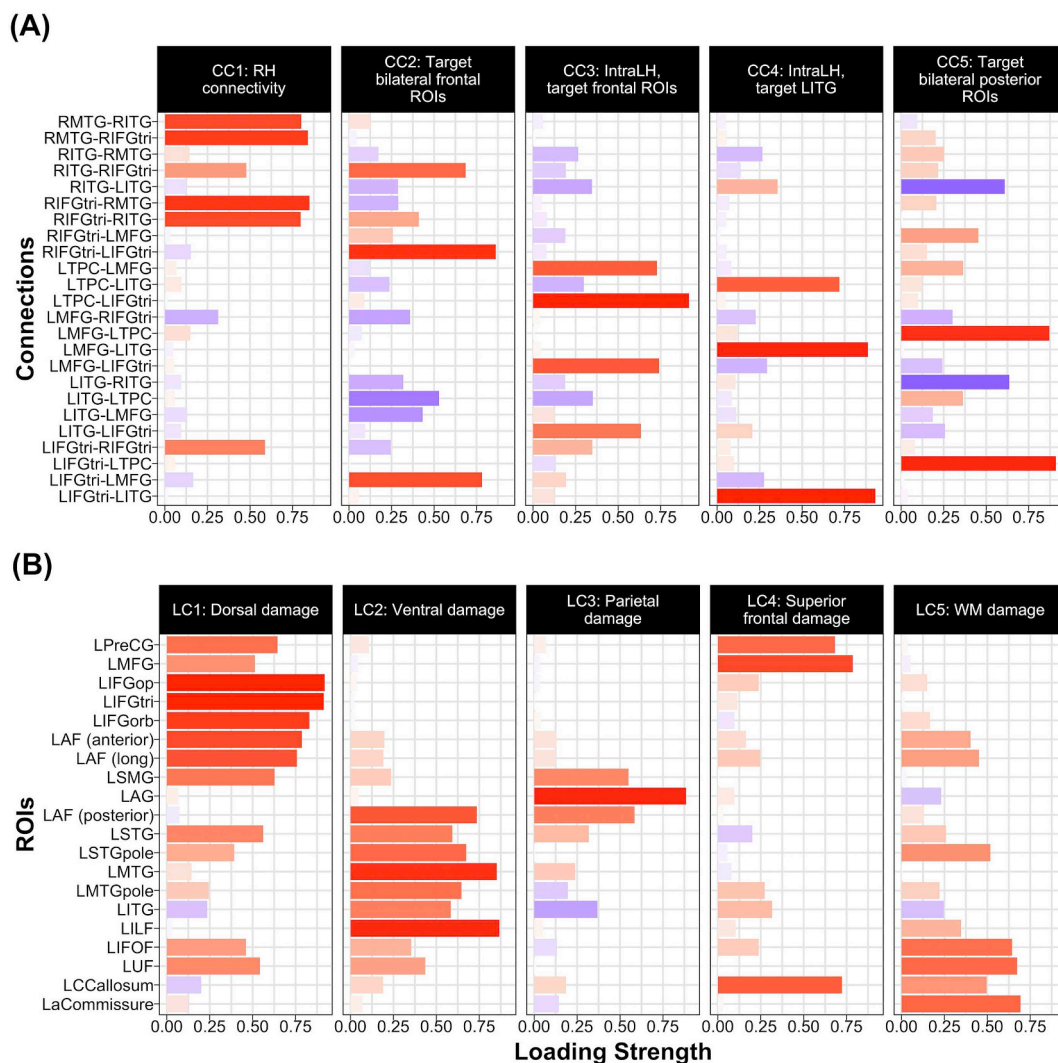 (A)
CC1: RH
connectivity
CC2: Target
bilateral frontal
ROIs
CC3: IntraLH,
target frontal ROIs
CC4: IntraLH,
target LITG
CC5: Target
bilateral posterior
ROIs
Connections
RMTG-RITG
RMTG-RIFGtri
RITG-RMTG
RITG-RIFGtri
RITG-LITG
RIFGtri-RMTG
RIFGtri-RITG
RIFGtri-LMFG
RIFGtri-LIFGtri
LTPC-LMFG
LTPC-LITG
LTPC-LIFGtri
LMFG-RIFGtri
LMFG-LTPC
LMFG-LITG
LMFG-LIFGtri
LITG-RITG
LITG-LTPC
LITG-LMFG
LITG-LIFGtri
LIFGtri-RIFGtri
LIFGtri-LTPC
LIFGtri-LMFG
LIFGtri-LITG
0.00 0.25 0.50 0.75 0.00 0.25 0.50 0.75 0.00 0.25 0.50 0.75 0.00 0.25 0.50 0.75 0.00 0.25 0.50 0.75
(B)
LC1: Dorsal damage
LC2: Ventral damage
LC3: Parietal
damage
LC4: Superior
frontal damage
LC5: WM damage
ROIs
LPreCG
LMFG
LIFGop
LIFGtri
LIFGorb
LAF (anterior)
LAF (long)
LSMG
LAG
LAF (posterior)
LSTG
LSTGpole
LMTG
LMTGpole
LITG
LILF
LIFOF
LUF
LCCallosum
LaCommissure
0.00 0.25 0.50 0.75 0.00 0.25 0.50 0.75 0.00 0.25 0.50 0.75 0.00 0.25 0.50 0.75 0.00 0.25 0.50 0.75
Loading Strength